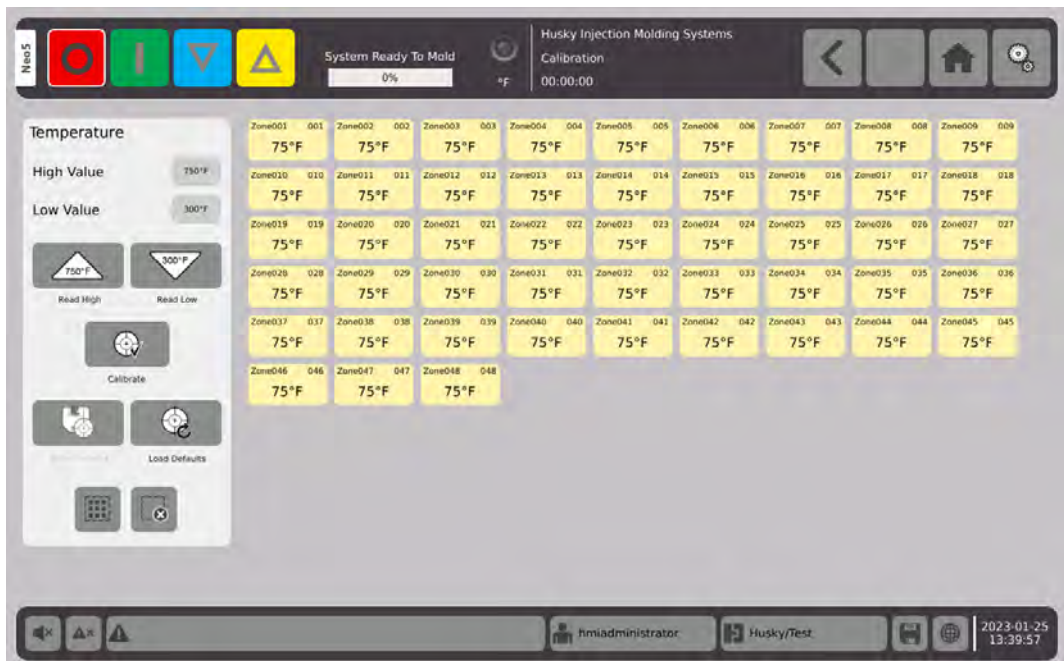 Neo5
System Ready To Mold
0%
°F
Husky Injection Molding Systems
Calibration
00:00:00
Temperature
High Value 750°F
Low Value 300°F
750°F 300°F
Read High Read Low
Calibrate
Load Defaults
Zone001 001 Zone002 002 Zone003 003 Zone004 004 Zone005 005 Zone006 006 Zone007 007 Zone008 008 Zone009 009
75°F 75°F 75°F 75°F 75°F 75°F 75°F 75°F 75°F
Zone010 010 Zone011 011 Zone012 012 Zone013 013 Zone014 014 Zone015 015 Zone016 016 Zone017 017 Zone018 018
75°F 75°F 75°F 75°F 75°F 75°F 75°F 75°F 75°F
Zone019 019 Zone020 020 Zone021 021 Zone022 022 Zone023 023 Zone024 024 Zone025 025 Zone026 026 Zone027 027
75°F 75°F 75°F 75°F 75°F 75°F 75°F 75°F 75°F
Zone028 028 Zone029 029 Zone030 030 Zone031 031 Zone032 032 Zone033 033 Zone034 034 Zone035 035 Zone036 036
75°F 75°F 75°F 75°F 75°F 75°F 75°F 75°F 75°F
Zone037 037 Zone038 038 Zone039 039 Zone040 040 Zone041 041 Zone042 042 Zone043 043 Zone044 044 Zone045 045
75°F 75°F 75°F 75°F 75°F 75°F 75°F 75°F 75°F
Zone046 046 Zone047 047 Zone048 048
75°F 75°F 75°F
hmiadministrator
Husky/Test
2023-01-25
13:39:57